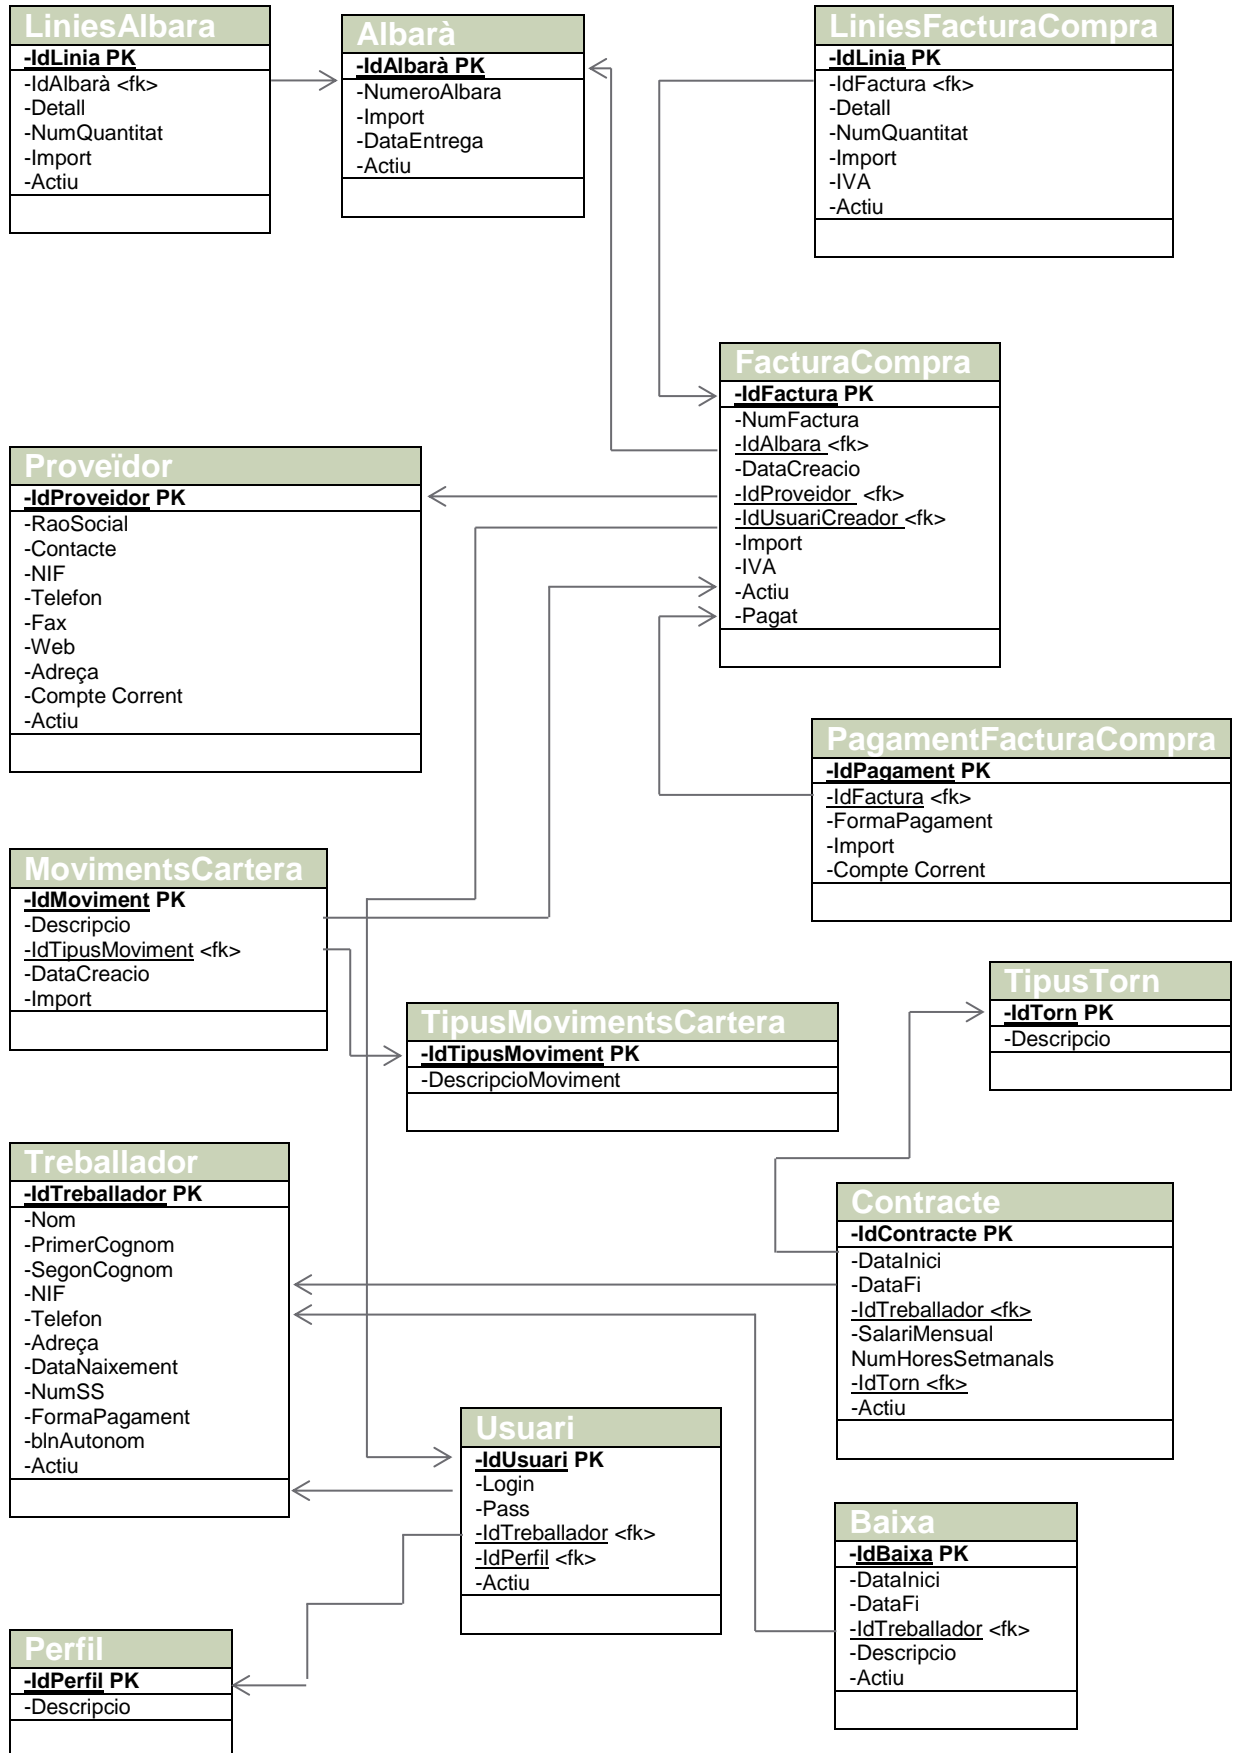 LiniesAlbara
-IdLinia PK
-IdAlbarà <fk>
-Detall
-NumQuantitat
-Import
-Actiu
Albarà
-IdAlbarà PK
-NumeroAlbara
-Import
-DataEntrega
-Actiu
LiniesFacturaCompra
-IdLinia PK
-IdFactura <fk>
-Detall
-NumQuantitat
-Import
-IVA
-Actiu
FacturaCompra
-IdFactura PK
-NumFactura
-IdAlbara <fk>
-DataCreacio
-IdProveidor <fk>
-IdUsuariCreador <fk>
-Import
-IVA
-Actiu
-Pagat
Proveïdor
-IdProveidor PK
-RaoSocial
-Contacte
-NIF
-Telefon
-Fax
-Web
-Adreça
-Compte Corrent
-Actiu
PagamentFacturaCompra
-IdPagament PK
-IdFactura <fk>
-FormaPagament
-Import
-Compte Corrent
MovimentsCartera
-IdMoviment PK
-Descripcio
-IdTipusMoviment <fk>
-DataCreacio
-Import
TipusMovimentsCartera
-IdTipusMoviment PK
-DescripcioMoviment
TipusTorn
-IdTorn PK
-Descripcio
Treballador
-IdTreballador PK
-Nom
-PrimerCognom
-SegonCognom
-NIF
-Telefon
-Adreça
-DataNaixement
-NumSS
-FormaPagament
-blnAutonom
-Actiu
Contracte
-IdContracte PK
-DataInici
-DataFi
-IdTreballador <fk>
-SalariMensual
NumHoresSetmanals
-IdTorn <fk>
-Actiu
Usuari
-IdUsuari PK
-Login
-Pass
-IdTreballador <fk>
-IdPerfil <fk>
-Actiu
Baixa
-IdBaixa PK
-DataInici
-DataFi
-IdTreballador <fk>
-Descripcio
-Actiu
Perfil
-IdPerfil PK
-Descripcio